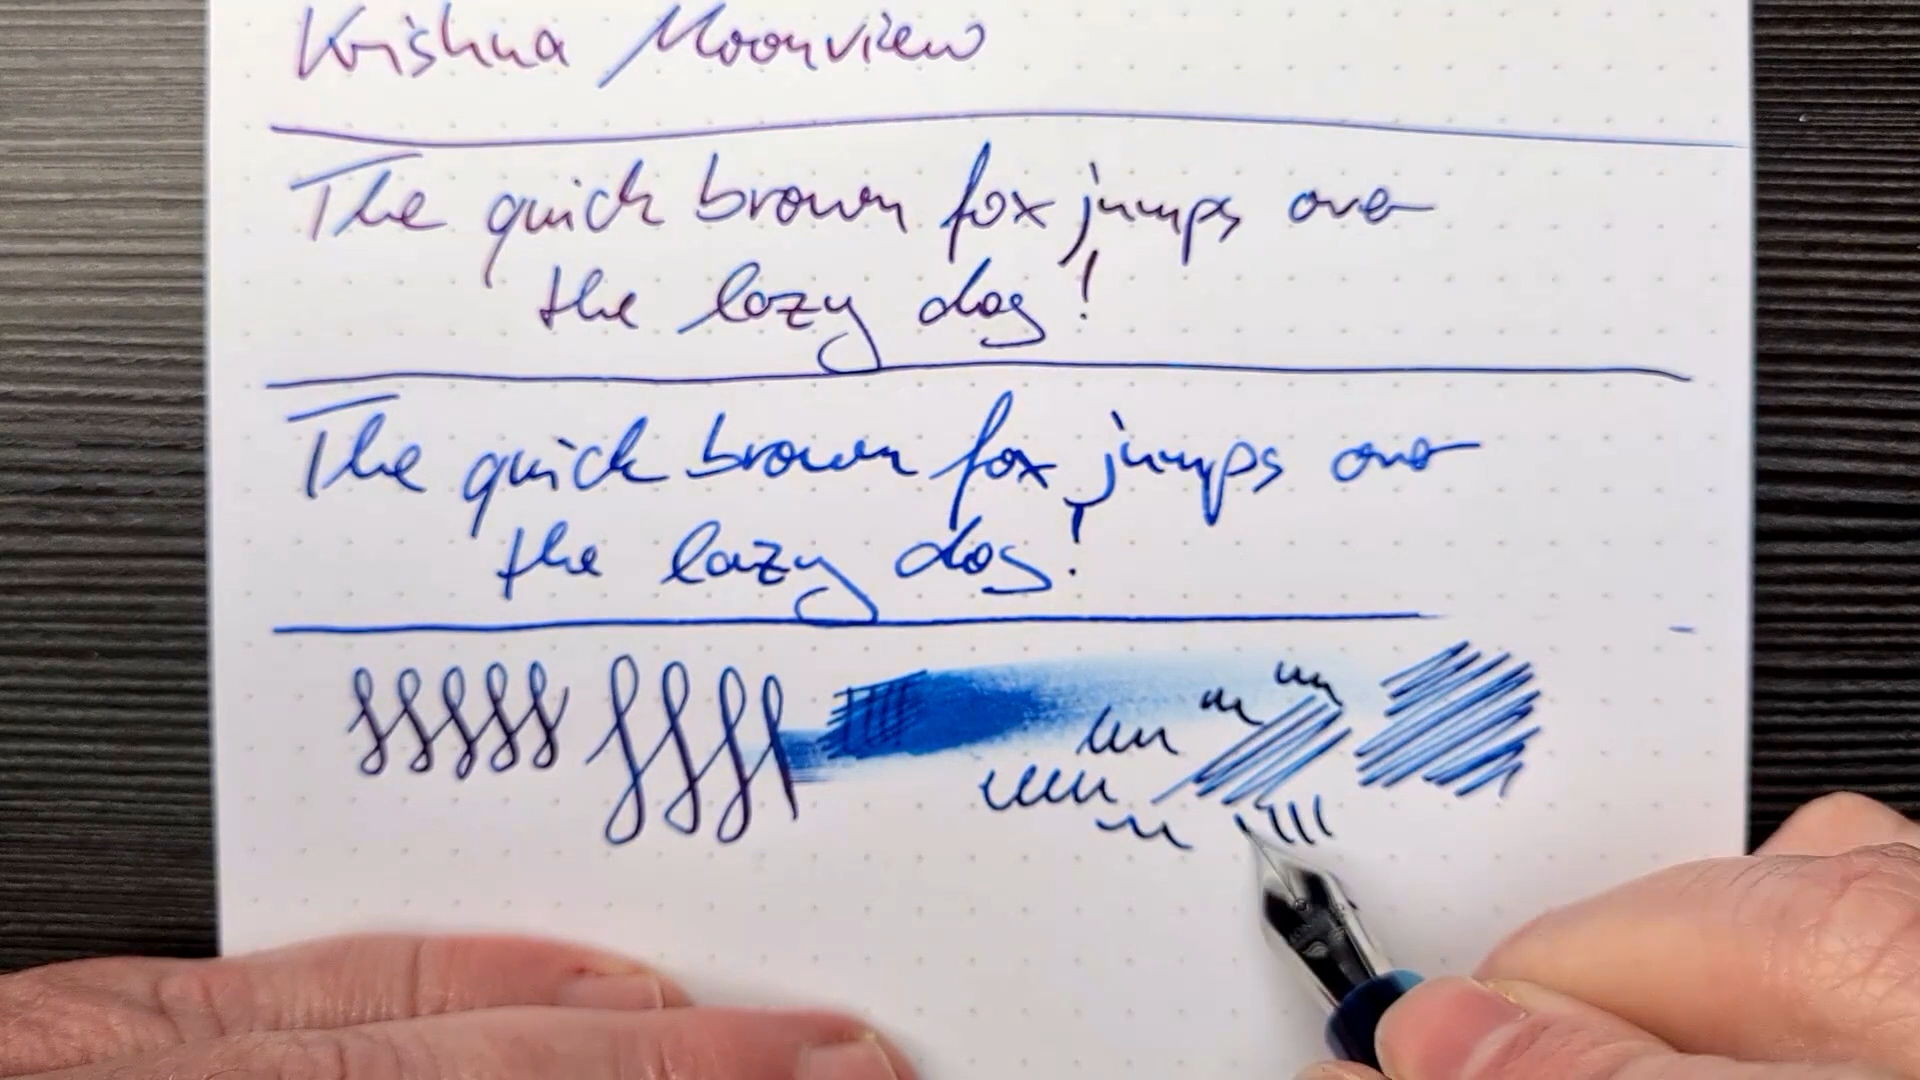 Krishna Moonview
The quick brown fox jumps over
the lazy dog!
The quick brown fox jumps over
the lazy dog!